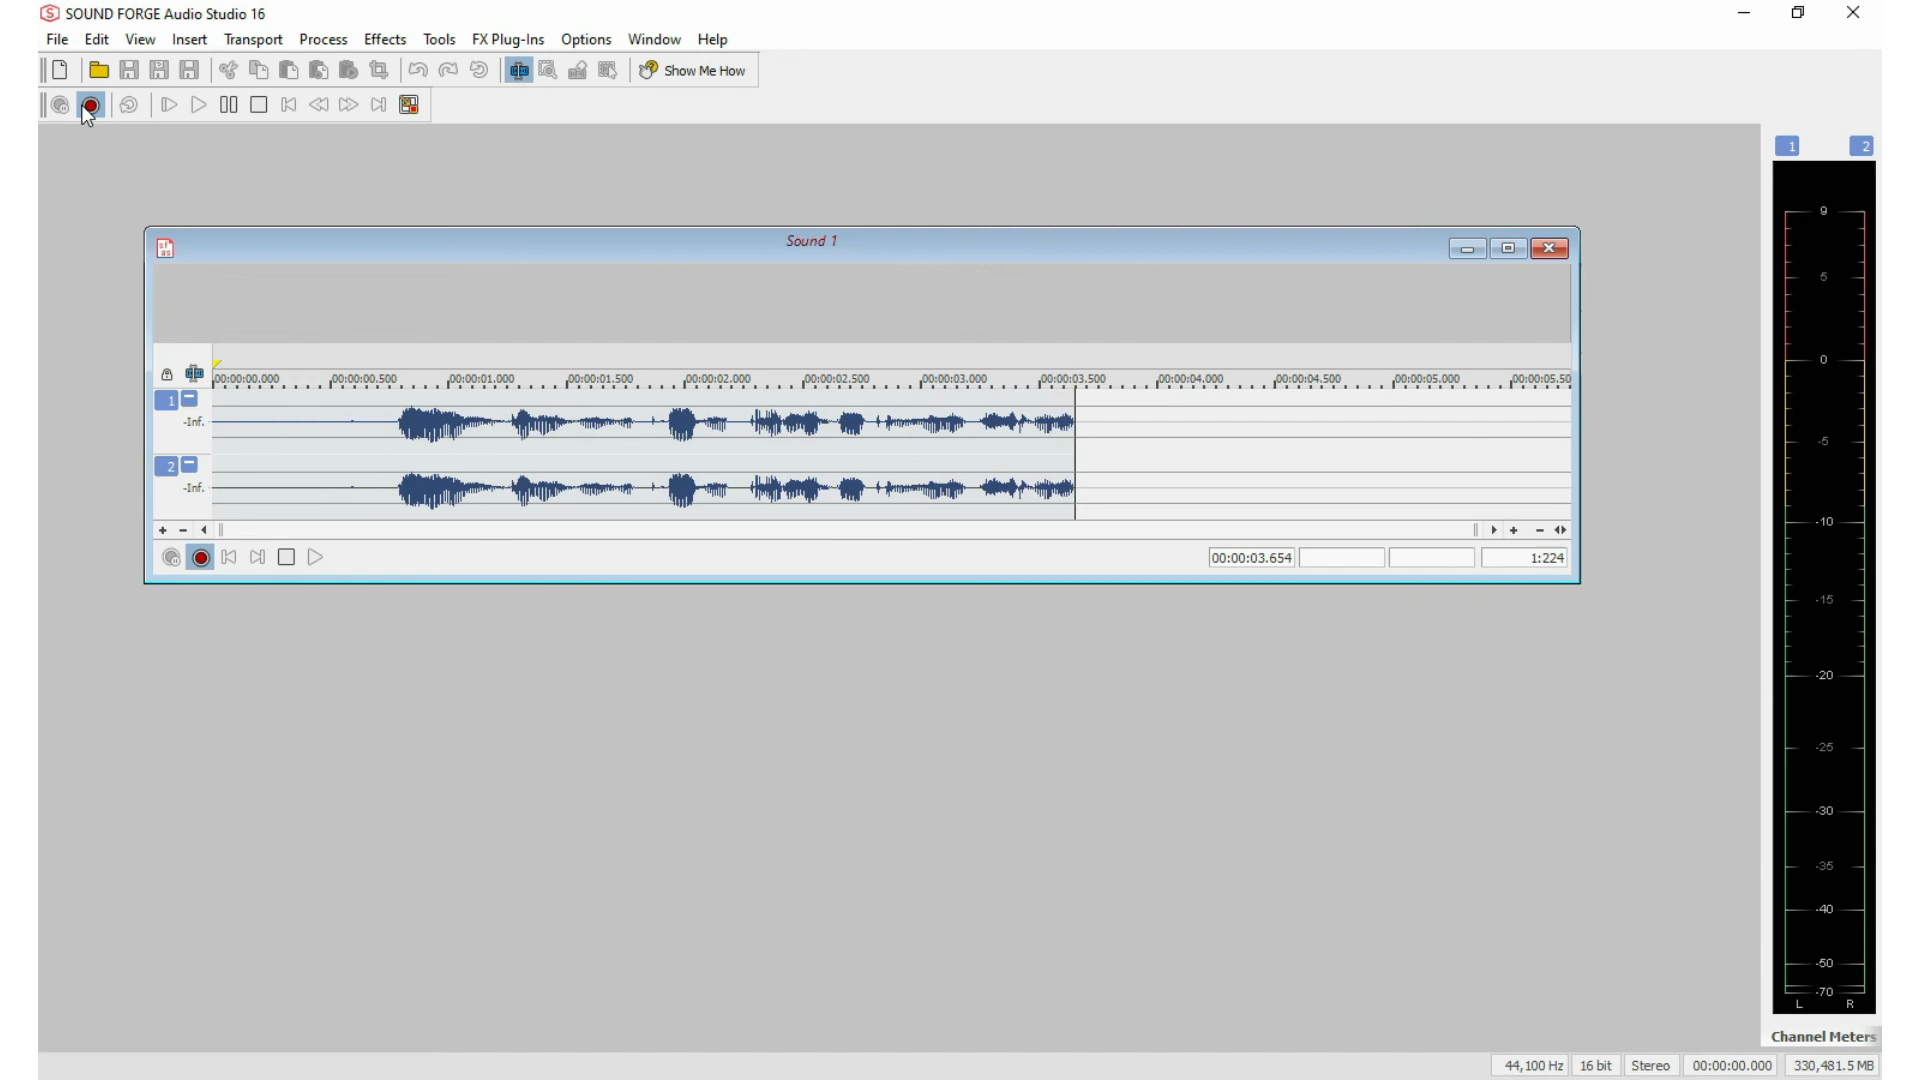 SOUND FORGE Audio Studio 16
File Edit View Insert Transport Process Effects Tools FX Plug-Ins Options Window Help
Show Me How
1 2
Sound 1
00:00:00.000 00:00:00.500 00:00:01.000 00:00:01.500 00:00:02.000 00:00:02.500 00:00:03.000 00:00:03.500 00:00:04.000 00:00:04.500 00:00:05.000 00:00:05.50
1
-Inf.
2
-Inf.
00:00:03.654 1:224
9
5
0
-5
-10
-15
-20
-25
-30
-35
-40
-50
-70
L R
Channel Meters
44,100 Hz 16 bit Stereo 00:00:00.000 330,481.5 MB